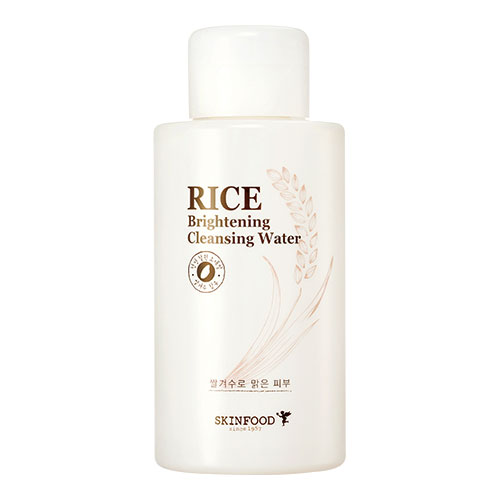 RICE
Brightening
Cleansing Water
쌀겨수로 맑은 피부
SKINFOOD
since 1957